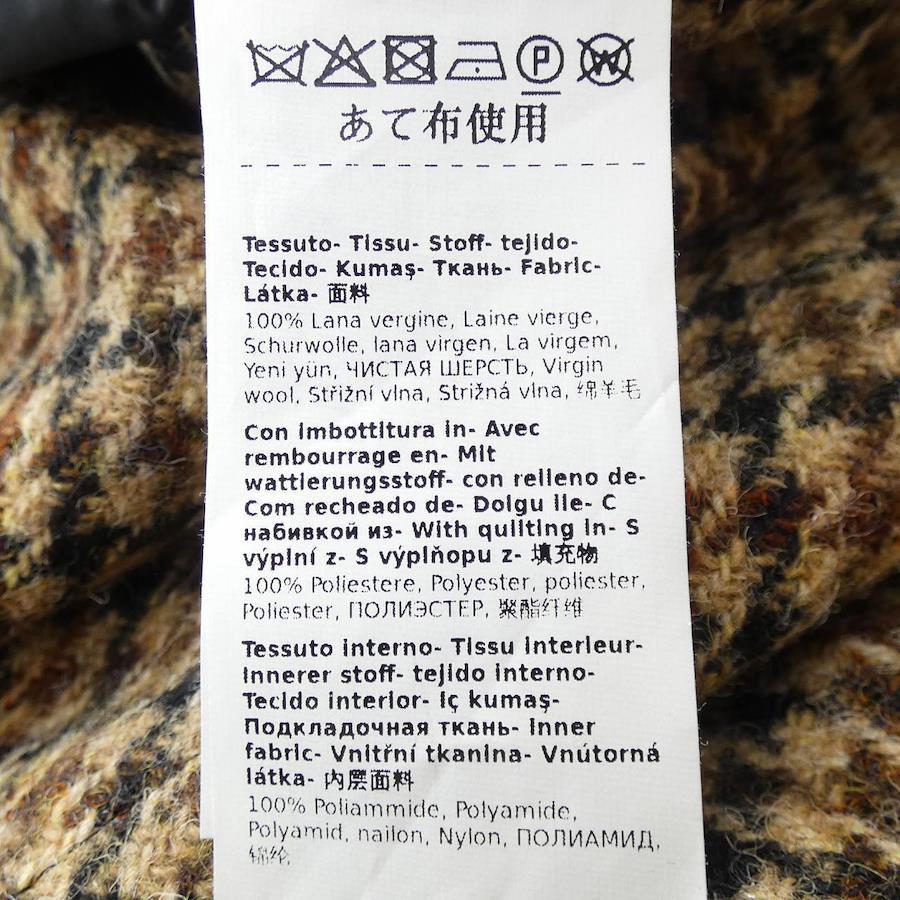 P W
あて布使用
Tessuto- Tissu- Stoff- tejido-
Tecido- Kumaş- Ткань- Fabric-
Látka- 面料
100% Lana vergine, Laine vierge,
Schurwolle, lana virgen, La virgem,
Yeni yün, ЧИСТАЯ ШЕРСТЬ, Virgin
wool, Střižní vlna, Strižná vlna, 绵羊毛
Con imbottitura in- Avec
rembourrage en- Mit
wattierungsstoff- con relleno de-
Com recheado de- Dolgu ile- С
набивкой из- With quilting in- S
výplní z- S výplňopu z- 填充物
100% Poliestere, Polyester, poliester,
Poliester, ПОЛИЭСТЕР, 聚酯纤维
Tessuto interno- Tissu interieur-
Innerer stoff- tejido interno-
Tecido interior- iç kumaş-
Подкладочная ткань- Inner
fabric- Vnitřní tkanina- Vnútorná
látka- 内层面料
100% Poliammide, Polyamide,
Polyamid, nailon, Nylon, ПОЛИАМИД,
锦纶